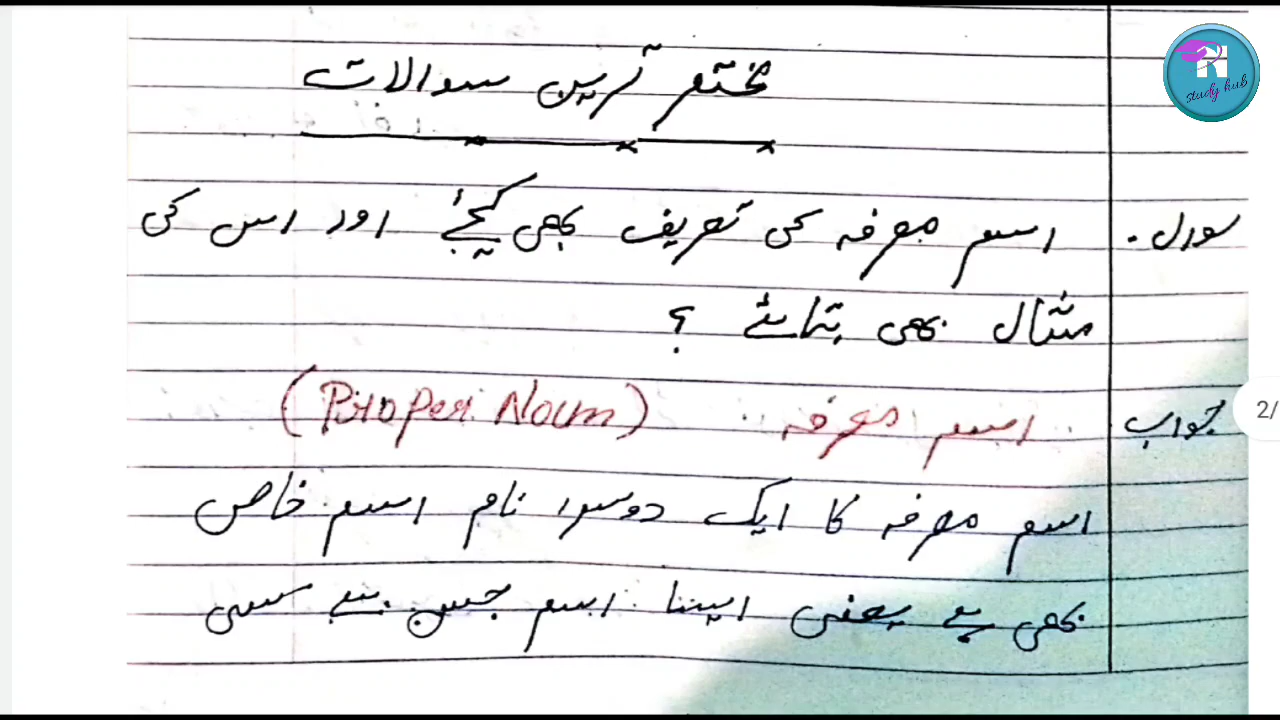 مختصر ترین سوالات
سوال. اسم معرفہ کی تعریف بھی کیجئے اور اس کی
مثال بھی بتائیے ؟
جواب اسم معرفہ (Proper Noun)
اسم معرفہ کا ایک دوسرا نام اسم خاص
بھی ہے یعنی ایسا اسم جس سے کسی
N
study hub
2/